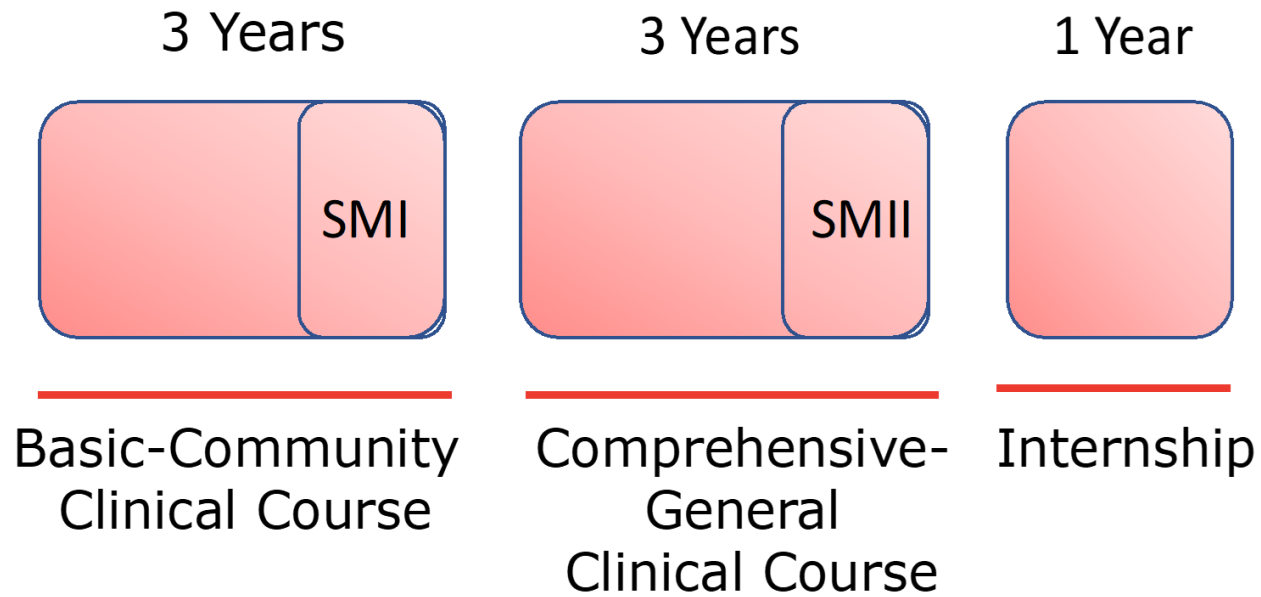 3 Years
3 Years
1 Year
SMI
SMII
Basic-Community
Clinical Course
Comprehensive-
General
Clinical Course
Internship